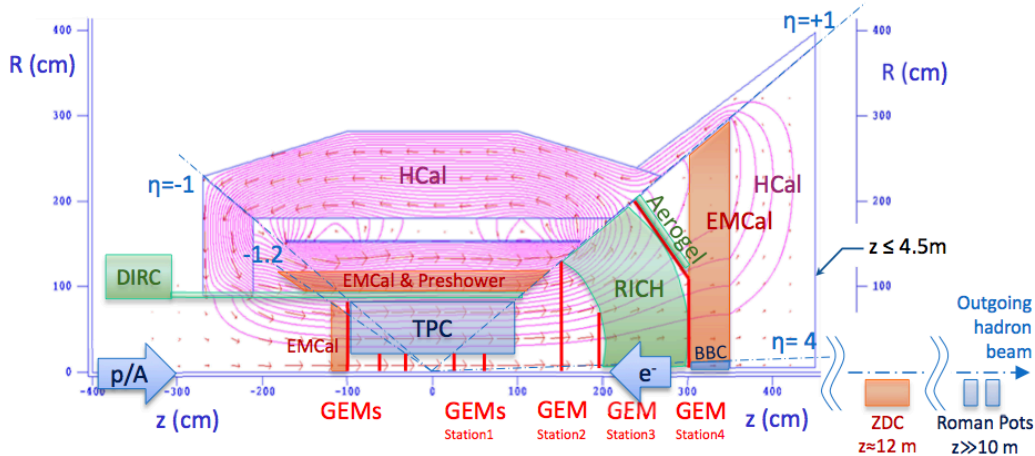 400
R (cm)
300
200
100
0
η=+1
400
R (cm)
300
200
100
HCal
η=-1
-1.2
DIRC
EMCal & Preshower
TPC
EMCal
RICH
Aerogel
HCal
EMCal
z ≤ 4.5m
BBC
η= 4
Outgoing
hadron
beam
p/A
e-
-400 -300 -200 -100 0 100 200 300 400
z (cm)
z (cm)
GEMs
GEMs
Station1
GEM
Station2
GEM
Station3
GEM
Station4
ZDC
z≈12 m
Roman Pots
z≫10 m